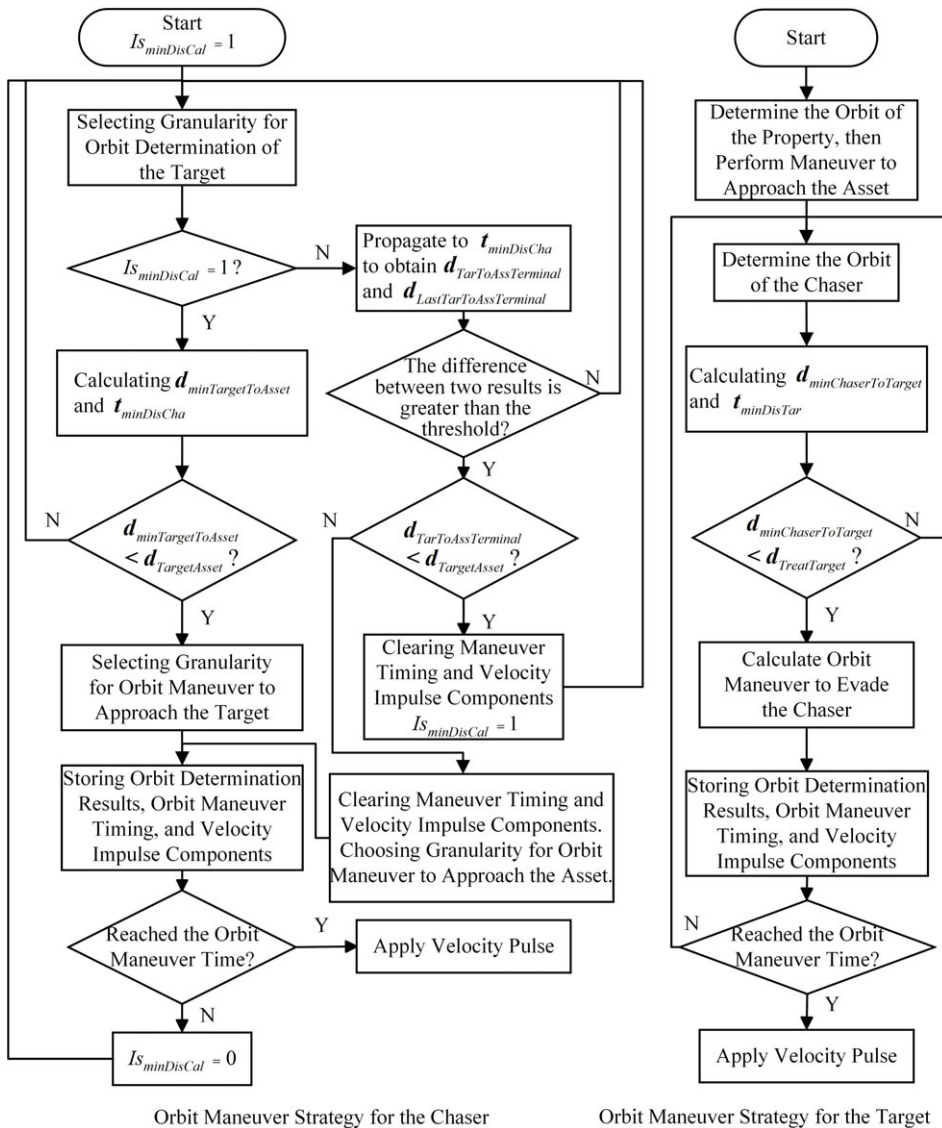 Start
Is_minDisCal = 1
Selecting Granularity for
Orbit Determination of
the Target
Is_minDisCal = 1 ?
N
Y
Propagate to t_minDisCha
to obtain d_TarToAssTerminal
and d_LastTarToAssTerminal
Calculating d_minTargetToAsset
and t_minDisCha
The difference
between two results is
greater than the
threshold?
N
Y
d_minTargetToAsset
< d_TargetAsset ?
N
Y
d_TarToAssTerminal
< d_TargetAsset ?
N
Y
Selecting Granularity
for Orbit Maneuver to
Approach the Target
Clearing Maneuver
Timing and Velocity
Impulse Components
Is_minDisCal = 1
Storing Orbit Determination
Results, Orbit Maneuver
Timing, and Velocity
Impulse Components
Clearing Maneuver Timing and
Velocity Impulse Components.
Choosing Granularity for Orbit
Maneuver to Approach the Asset.
Reached the Orbit
Maneuver Time?
Y
N
Apply Velocity Pulse
Is_minDisCal = 0
Orbit Maneuver Strategy for the Chaser
Start
Determine the Orbit of
the Property, then
Perform Maneuver to
Approach the Asset
Determine the Orbit
of the Chaser
Calculating d_minChaserToTarget
and t_minDisTar
d_minChaserToTarget
< d_TreatTarget ?
N
Y
Calculate Orbit
Maneuver to Evade
the Chaser
Storing Orbit Determination
Results, Orbit Maneuver
Timing, and Velocity
Impulse Components
N
Reached the Orbit
Maneuver Time?
Y
Apply Velocity Pulse
Orbit Maneuver Strategy for the Target